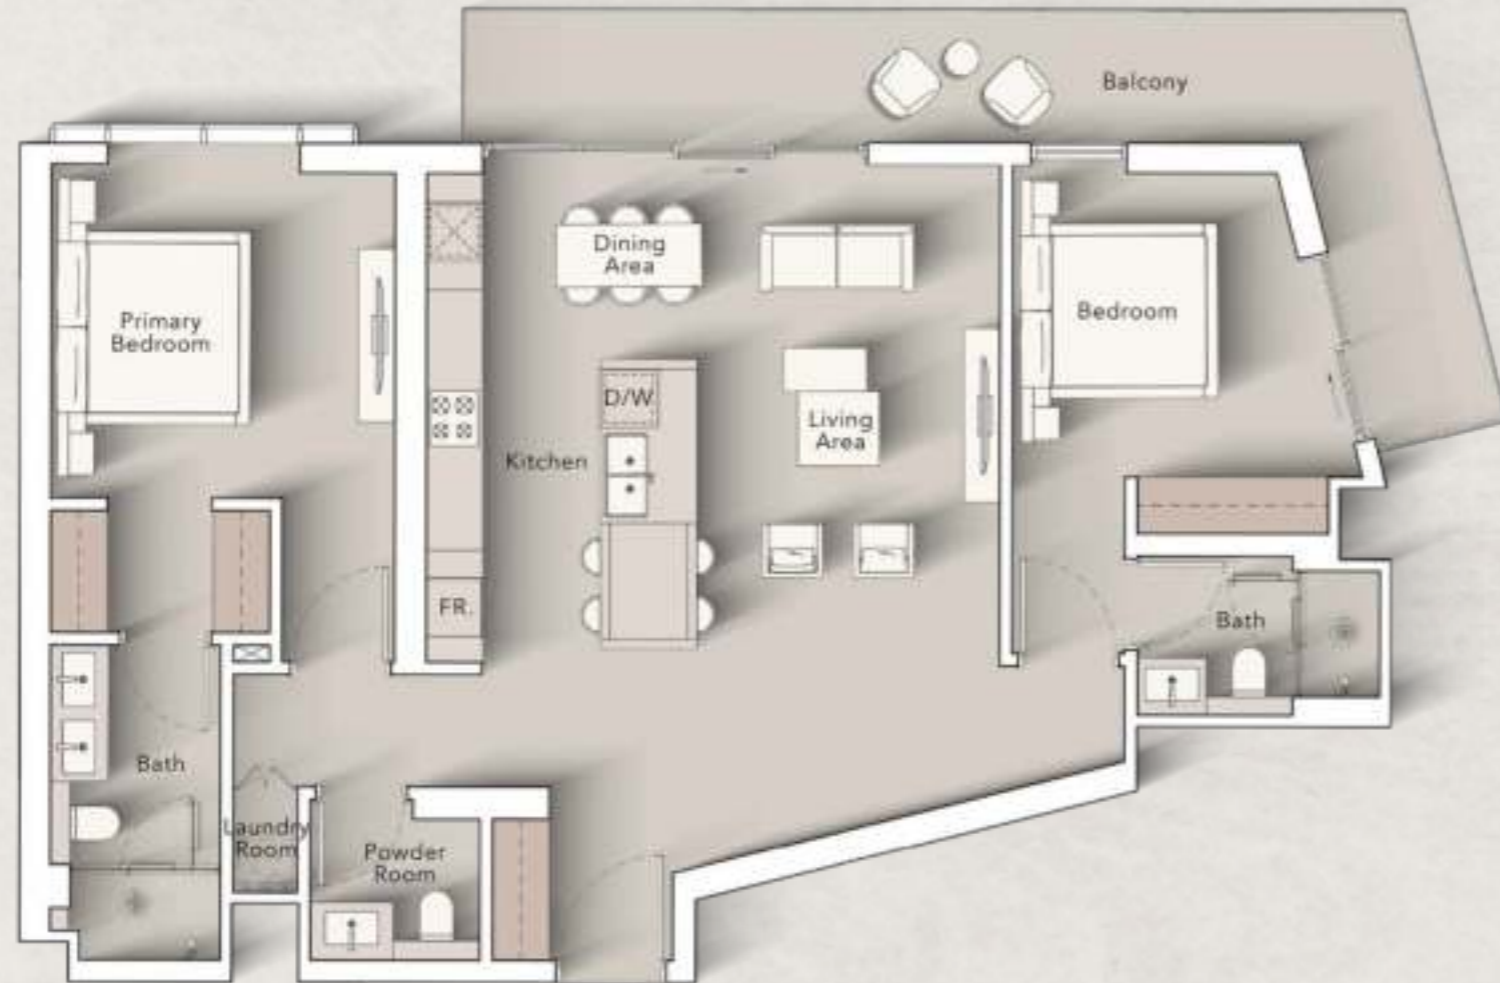 Balcony
Dining
Area
Primary
Bedroom
Bedroom
D/W
Living
Area
Kitchen
FR.
Bath
Bath
Laundry
Room
Powder
Room